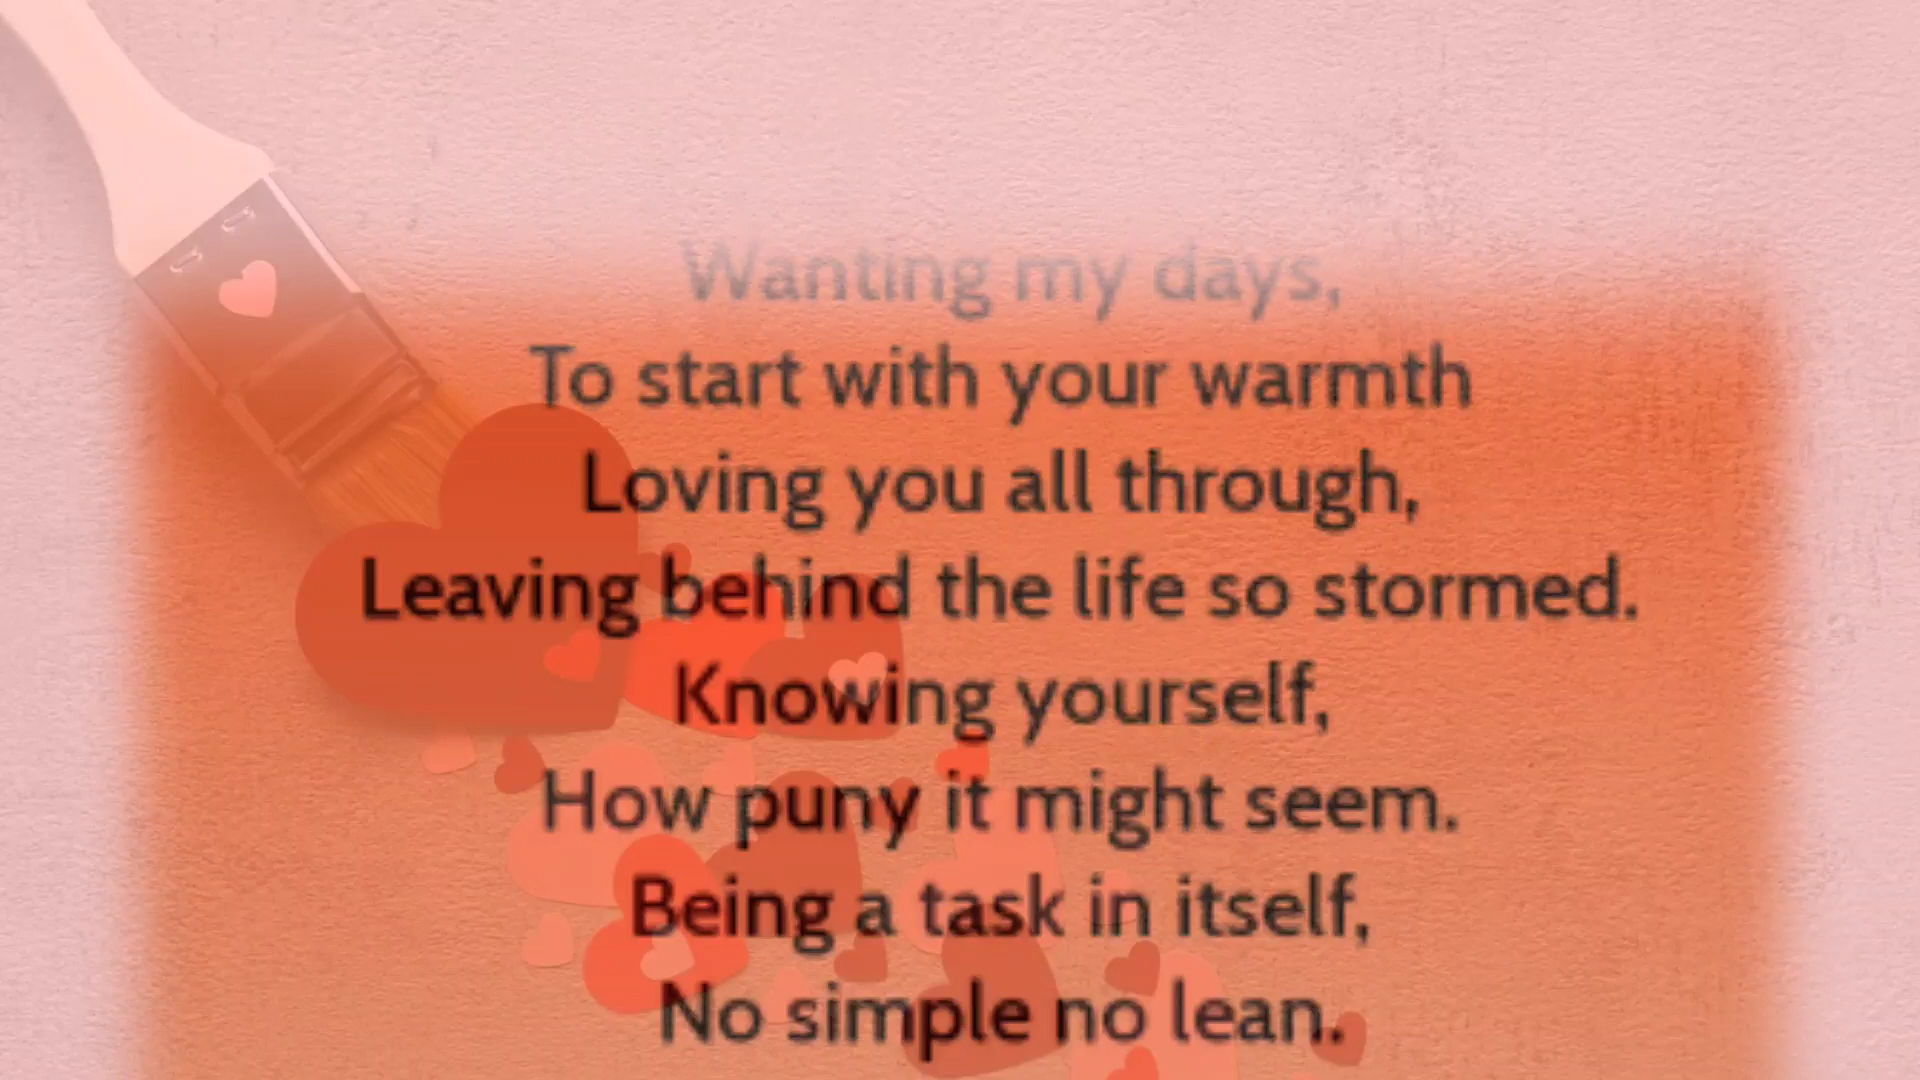 Wanting my days,
To start with your warmth
Loving you all through,
Leaving behind the life so stormed.
Knowing yourself,
How puny it might seem.
Being a task in itself,
No simple no lean.